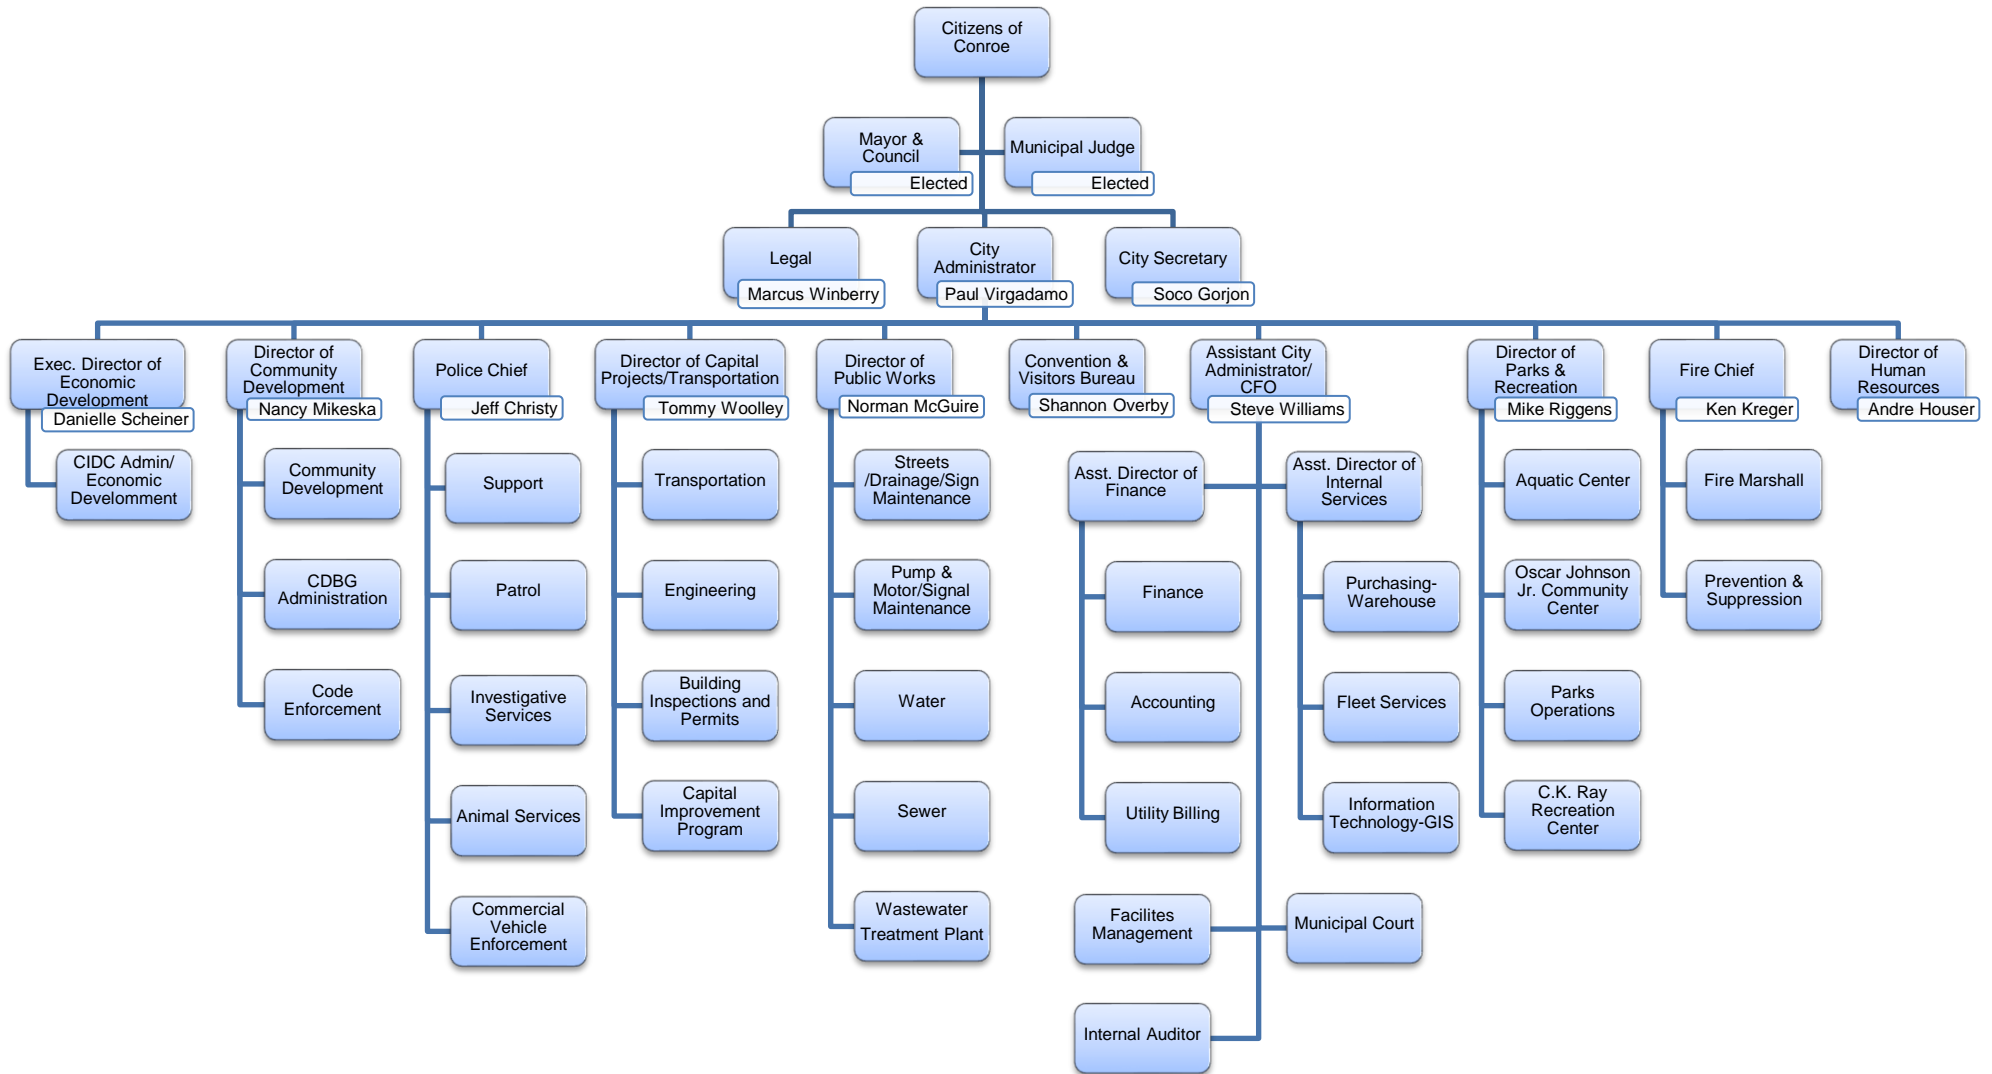 Citizens of
Conroe
Mayor &
Council
Elected
Municipal Judge
Elected
Legal
Marcus Winberry
City
Administrator
Paul Virgadamo
City Secretary
Soco Gorjon
Exec. Director of
Economic
Development
Danielle Scheiner
Director of
Community
Development
Nancy Mikeska
Police Chief
Jeff Christy
Director of Capital
Projects/Transportation
Tommy Woolley
Director of
Public Works
Norman McGuire
Convention &
Visitors Bureau
Shannon Overby
Assistant City
Administrator/
CFO
Steve Williams
Director of
Parks &
Recreation
Mike Riggens
Fire Chief
Ken Kreger
Director of
Human
Resources
Andre Houser
CIDC Admin/
Economic
Develomment
Community
Development
CDBG
Administration
Code
Enforcement
Support
Patrol
Investigative
Services
Animal Services
Commercial
Vehicle
Enforcement
Transportation
Engineering
Building
Inspections and
Permits
Capital
Improvement
Program
Streets
/Drainage/Sign
Maintenance
Pump &
Motor/Signal
Maintenance
Water
Sewer
Wastewater
Treatment Plant
Asst. Director of
Finance
Finance
Accounting
Utility Billing
Asst. Director of
Internal
Services
Purchasing-
Warehouse
Fleet Services
Information
Technology-GIS
Facilites
Management
Municipal Court
Internal Auditor
Aquatic Center
Oscar Johnson
Jr. Community
Center
Parks
Operations
C.K. Ray
Recreation
Center
Fire Marshall
Prevention &
Suppression